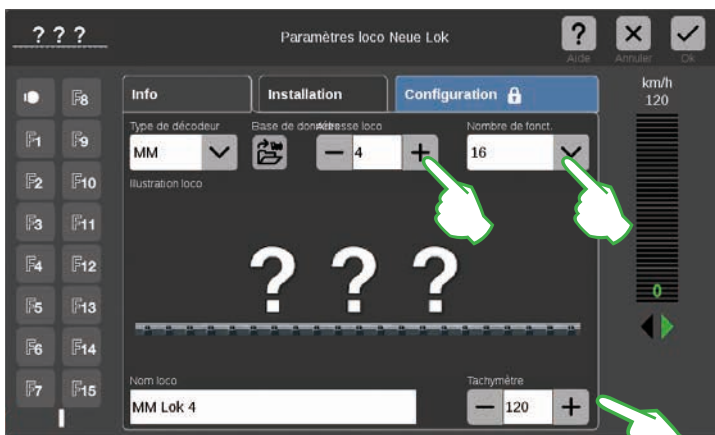 ? ? ?
Paramètres loco Neue Lok
?
Aide
Annuler
Ok
Info
Installation
Configuration
km/h
120
F8
F1
F9
F2
F10
F3
F11
F4
F12
F5
F13
F6
F14
F7
F15
Type de décodeur
Base de données
Adresse loco
Nombre de fonct.
MM
4
16
Illustration loco
? ? ?
0
Nom loco
Tachymètre
MM Lok 4
120